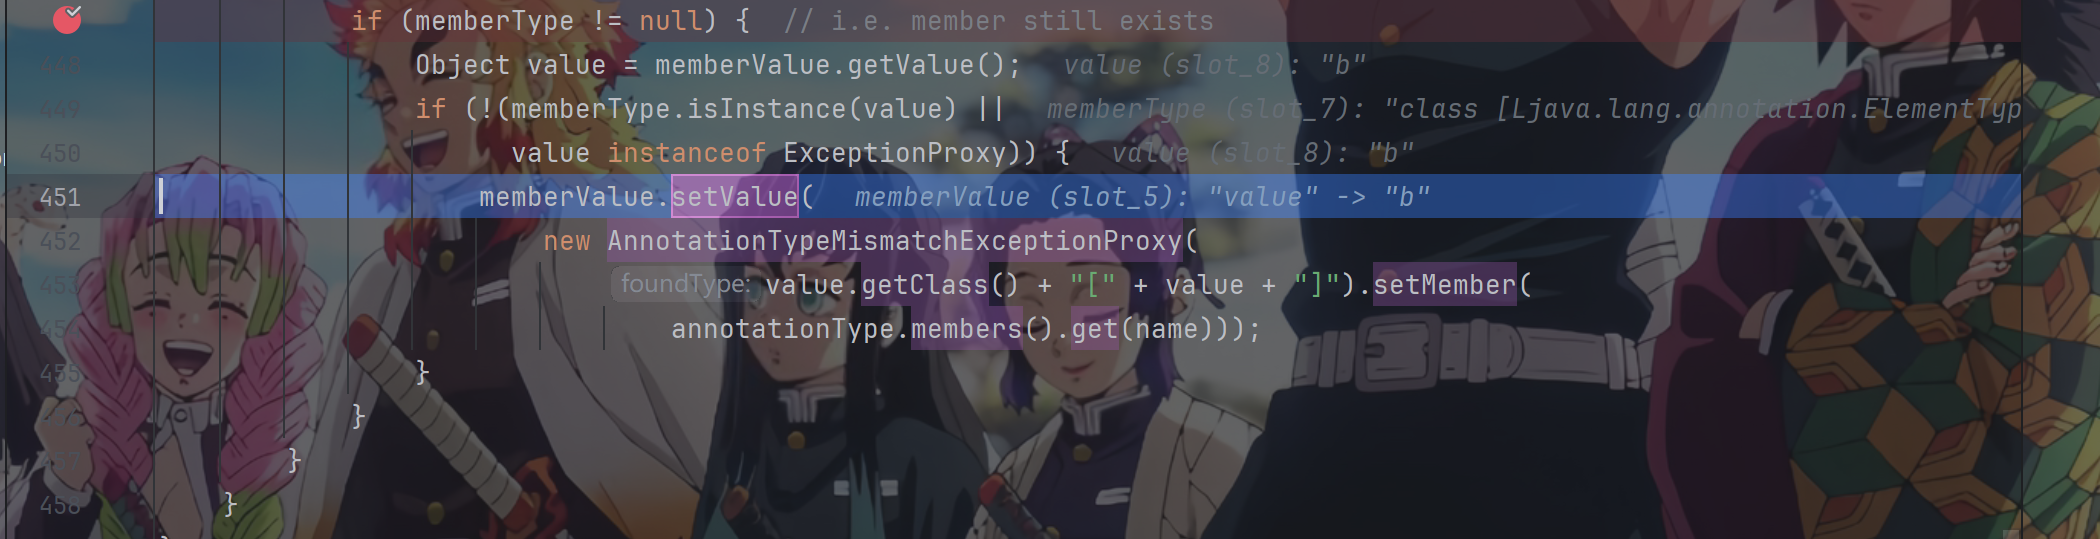 if (memberType != null) {  // i.e. member still exists
448 Object value = memberValue.getValue();  value (slot_8): "b"
449 if (!(memberType.isInstance(value) ||  memberType (slot_7): "class [Ljava.lang.annotation.ElementTyp
450 value instanceof ExceptionProxy)) {  value (slot_8): "b"
451 memberValue.setValue(  memberValue (slot_5): "value" -> "b"
452 new AnnotationTypeMismatchExceptionProxy(
453 foundType: value.getClass() + "[" + value + "]").setMember(
454 annotationType.members().get(name)));
455 }
456 }
457 }
458 }